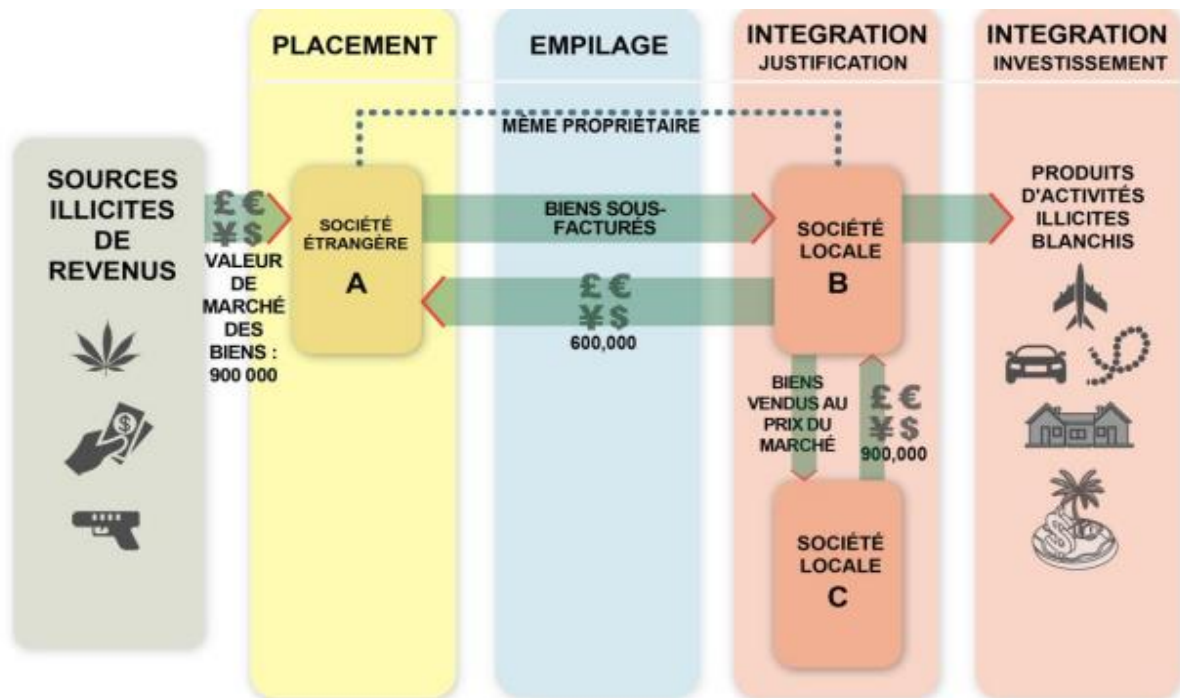 PLACEMENT
EMPILAGE
INTEGRATION
JUSTIFICATION
INTEGRATION
INVESTISSEMENT
MÊME PROPRIÉTAIRE
SOURCES
ILLICITES
DE
REVENUS
£ €
¥ $
VALEUR
DE
MARCHÉ
DES
BIENS :
900 000
SOCIÉTÉ
ÉTRANGÈRE
A
BIENS SOUS-
FACTURÉS
£ €
¥ $
600,000
SOCIÉTÉ
LOCALE
B
BIENS
VENDUS AU
PRIX DU
MARCHÉ
£ €
¥ $
900,000
SOCIÉTÉ
LOCALE
C
PRODUITS
D'ACTIVITÉS
ILLICITES
BLANCHIS
$